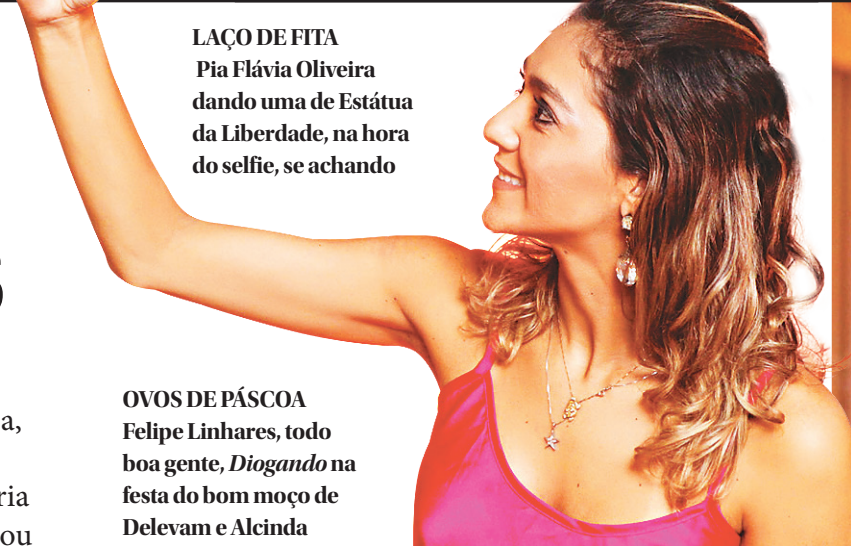 LAÇO DE FITA
Pia Flávia Oliveira
dando uma de Estátua
da Liberdade, na hora
do selfie, se achando
S
a,
ria
ou
OVOS DE PÁSCOA
Felipe Linhares, todo
boa gente, Diogando na
festa do bom moço de
Delevam e Alcinda